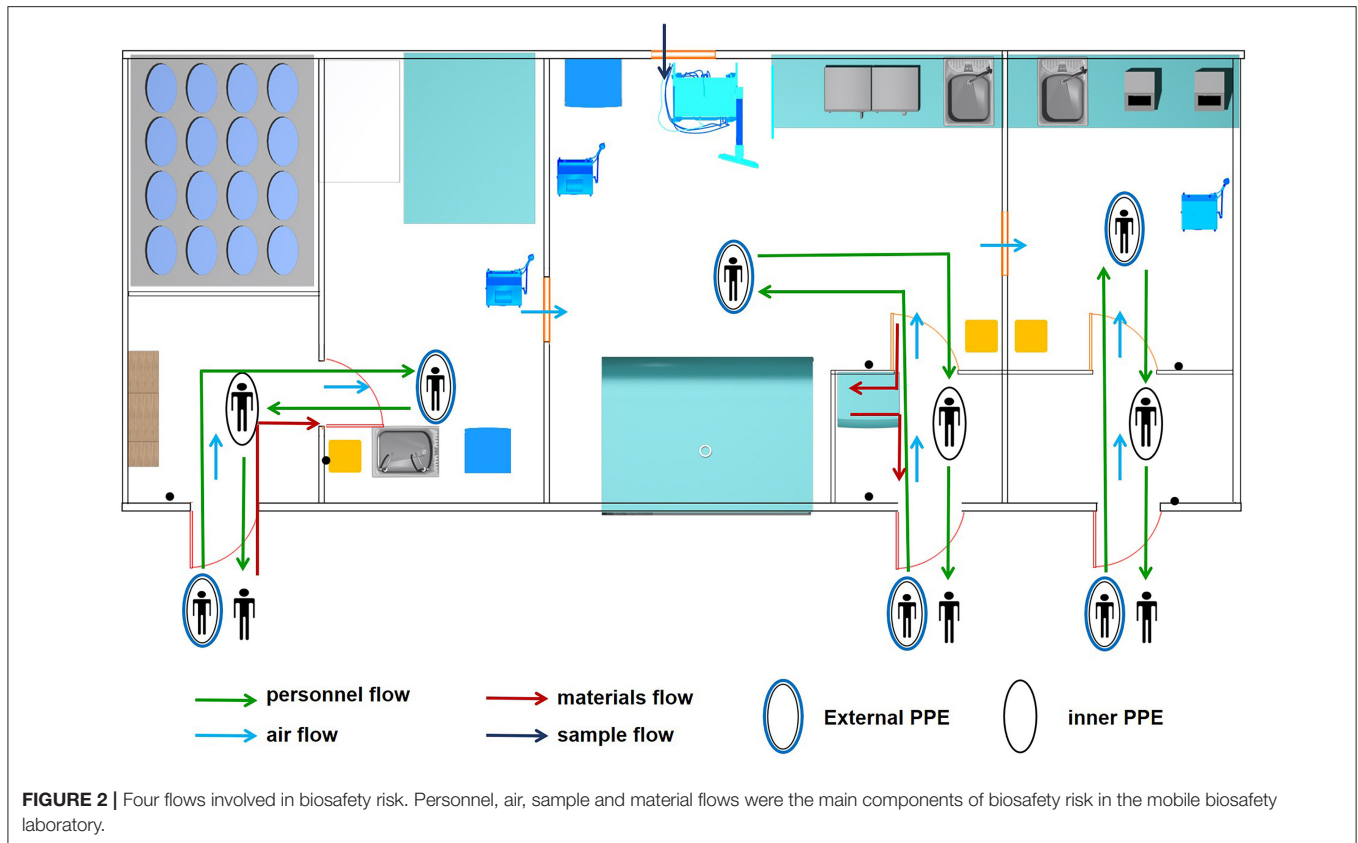 personnel flow
materials flow
External PPE
inner PPE
air flow
sample flow
FIGURE 2 | Four flows involved in biosafety risk. Personnel, air, sample and material flows were the main components of biosafety risk in the mobile biosafety
laboratory.